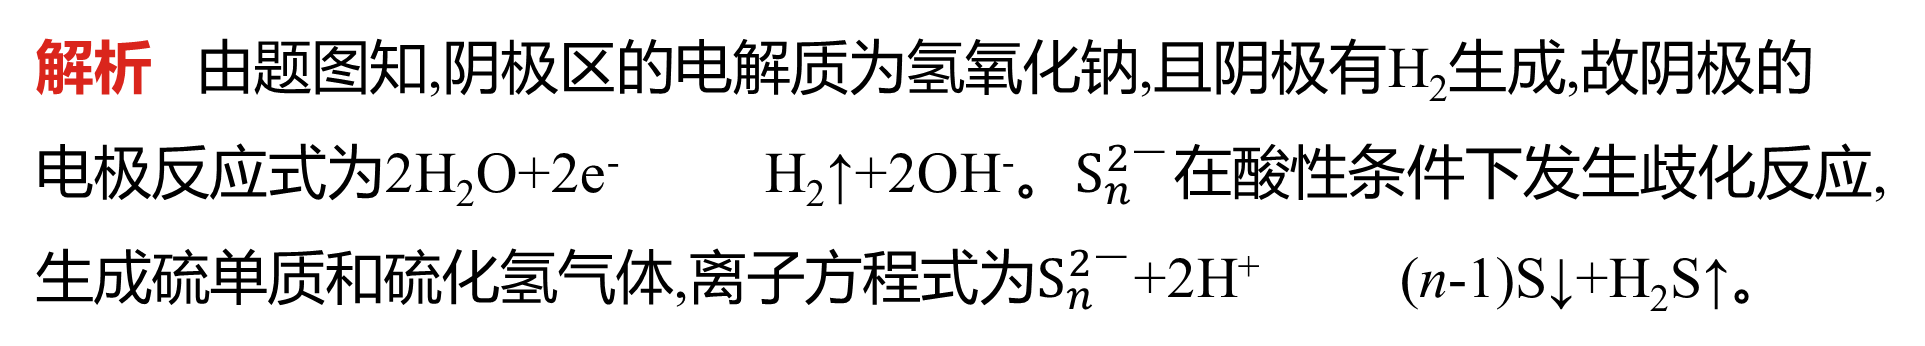 解析 由题图知,阴极区的电解质为氢氧化钠,且阴极有H₂生成,故阴极的
电极反应式为2H₂O+2e⁻ H₂↑+2OH⁻。Sₙ²⁻在酸性条件下发生歧化反应,
生成硫单质和硫化氢气体,离子方程式为Sₙ²⁻+2H⁺ (n-1)S↓+H₂S↑。